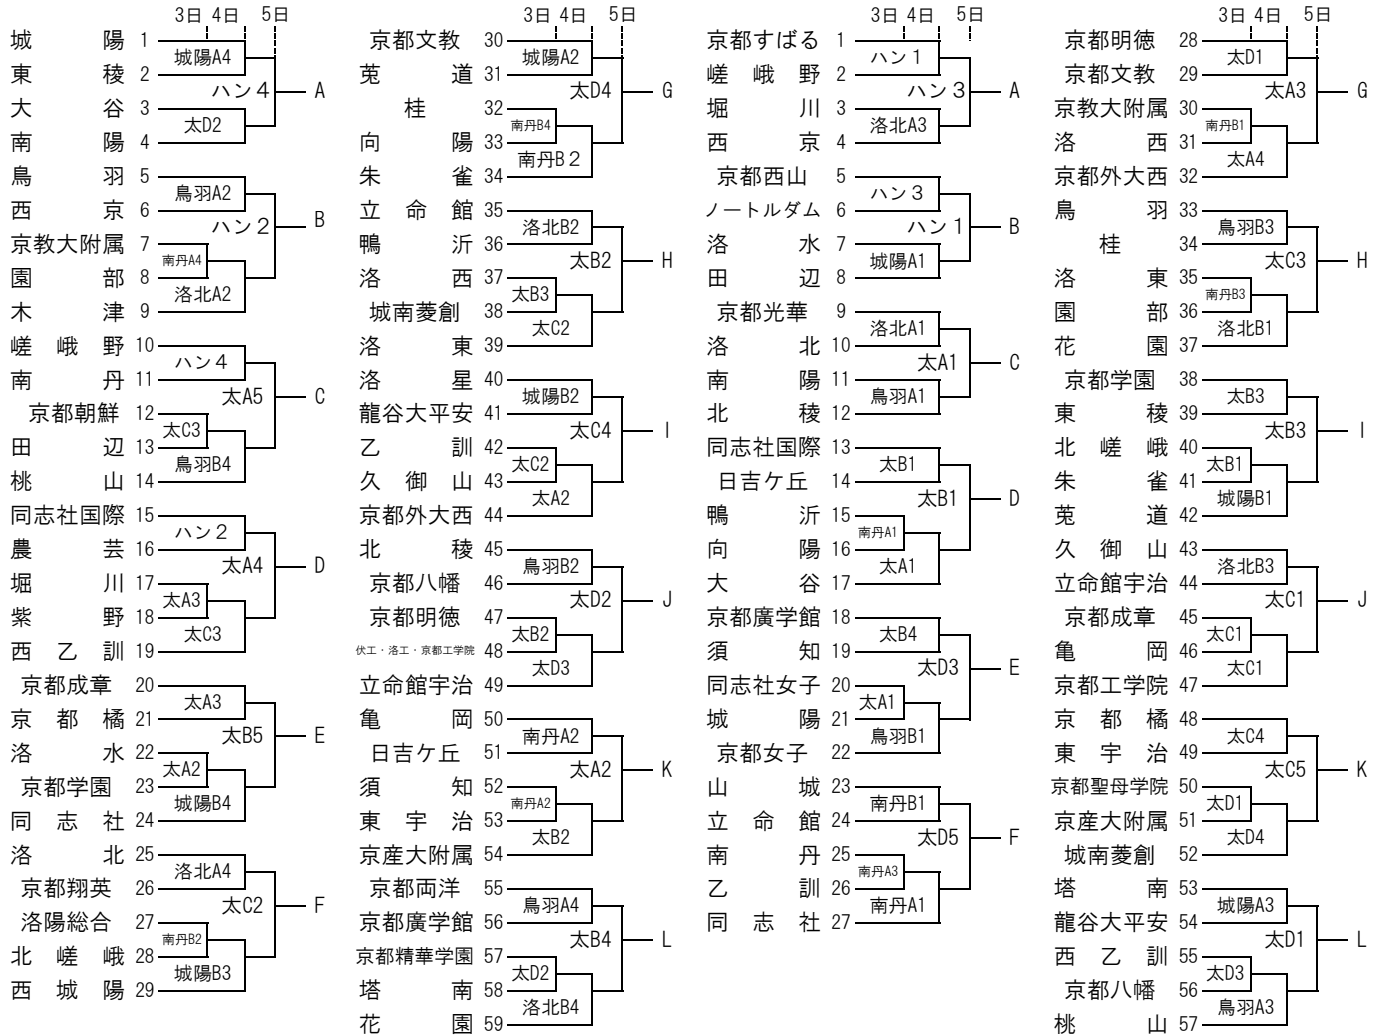 3日 4日 5日
城陽 1
城陽A4
東稜 2
ハン4 A
大谷 3
太D2
南陽 4
鳥羽 5
鳥羽A2
西京 6
ハン2 B
京教大附属 7
南丹A4
園部 8
洛北A2
木津 9
嵯峨野 10
ハン4
南丹 11
太A5 C
京都朝鮮 12
太C3
田辺 13
鳥羽B4
桃山 14
同志社国際 15
ハン2
農芸 16
太A4 D
堀川 17
太A3
紫野 18
太C3
西乙訓 19
京都成章 20
太A3
京都橘 21
太B5 E
洛水 22
太A2
京都学園 23
城陽B4
同志社 24
洛北 25
洛北A4
京都翔英 26
太C2 F
洛陽総合 27
南丹B2
北嵯峨 28
城陽B3
西城陽 29
3日 4日 5日
京都文教 30
城陽A2
莵道 31
太D4 G
桂 32
南丹B4
向陽 33
南丹B2
朱雀 34
立命館 35
洛北B2
鴨沂 36
太B2 H
洛西 37
太B3
城南菱創 38
太C2
洛東 39
洛星 40
城陽B2
龍谷大平安 41
太C4 I
乙訓 42
太C2
久御山 43
太A2
京都外大西 44
北稜 45
鳥羽B2
京都八幡 46
太D2 J
京都明徳 47
太B2
伏工・洛工・京都工学院 48
太D3
立命館宇治 49
亀岡 50
南丹A2
日吉ケ丘 51
太A2 K
須知 52
南丹A2
東宇治 53
太B2
京産大附属 54
京都両洋 55
鳥羽A4
京都廣学館 56
太B4 L
京都精華学園 57
太D2
塔南 58
洛北B4
花園 59
3日 4日 5日
京都すばる 1
ハン1
嵯峨野 2
ハン3 A
堀川 3
洛北A3
西京 4
京都西山 5
ハン3
ノートルダム 6
ハン1 B
洛水 7
城陽A1
田辺 8
京都光華 9
洛北A1
洛北 10
太A1 C
南陽 11
鳥羽A1
北稜 12
同志社国際 13
太B1
日吉ケ丘 14
太B1 D
鴨沂 15
南丹A1
向陽 16
太A1
大谷 17
京都廣学館 18
太B4
須知 19
太D3 E
同志社女子 20
太A1
城陽 21
鳥羽B1
京都女子 22
山城 23
南丹B1
立命館 24
太D5 F
南丹 25
南丹A3
乙訓 26
南丹A1
同志社 27
3日 4日 5日
京都明徳 28
太D1
京都文教 29
太A3 G
京教大附属 30
南丹B1
洛西 31
太A4
京都外大西 32
鳥羽 33
鳥羽B3
桂 34
太C3 H
洛東 35
南丹B3
園部 36
洛北B1
花園 37
京都学園 38
太B3
東稜 39
太B3 I
北嵯峨 40
太B1
朱雀 41
城陽B1
莵道 42
久御山 43
洛北B3
立命館宇治 44
太C1 J
京都成章 45
太C1
亀岡 46
太C1
京都工学院 47
京都橘 48
太C4
東宇治 49
太C5 K
京都聖母学院 50
太D1
京産大附属 51
太D4
城南菱創 52
塔南 53
城陽A3
龍谷大平安 54
太D1 L
西乙訓 55
太D3
京都八幡 56
鳥羽A3
桃山 57